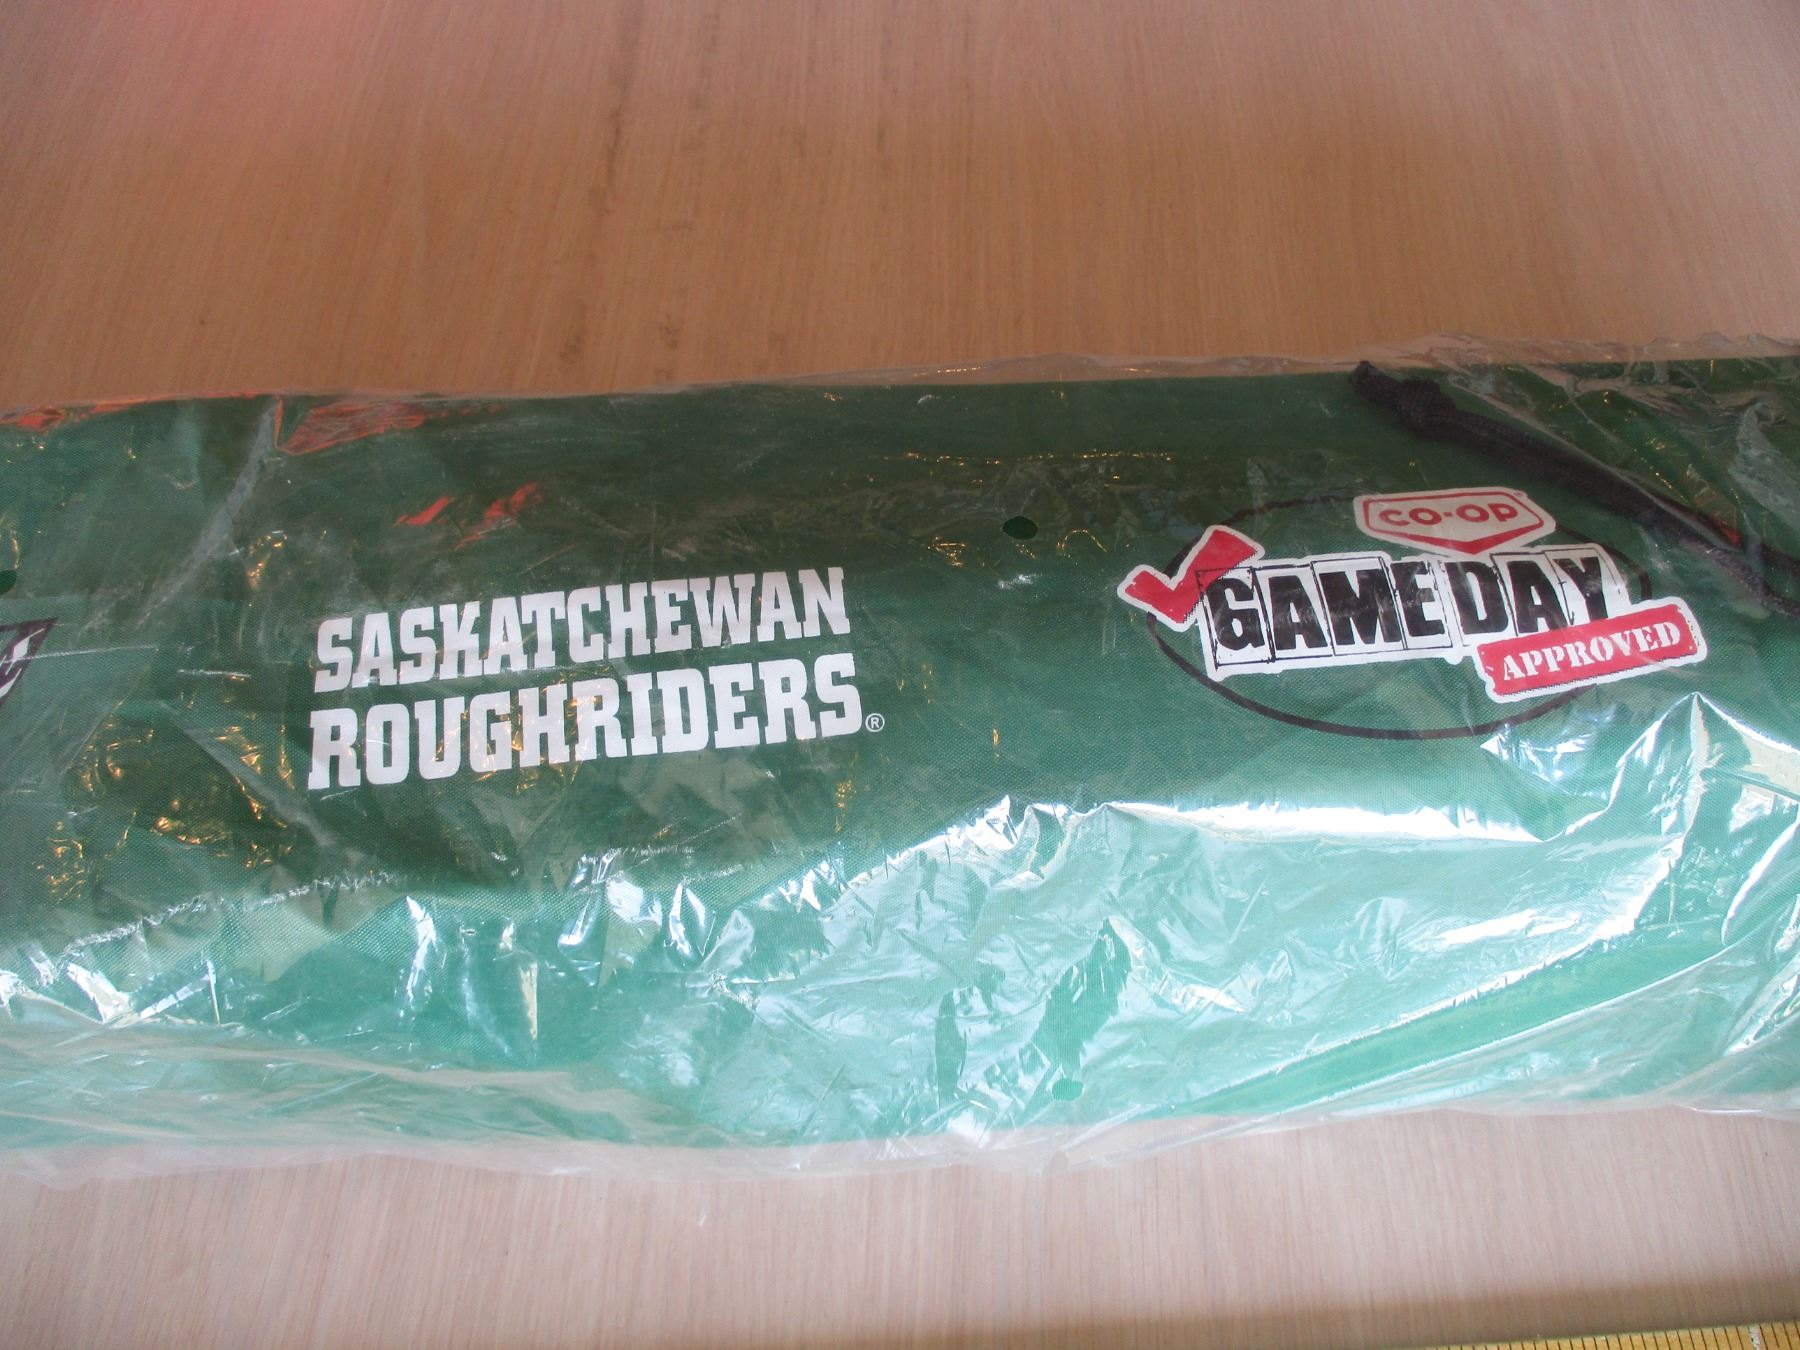 SASKATCHEWAN
ROUGHRIDERS®
CO-OP
GAME DAY
APPROVED